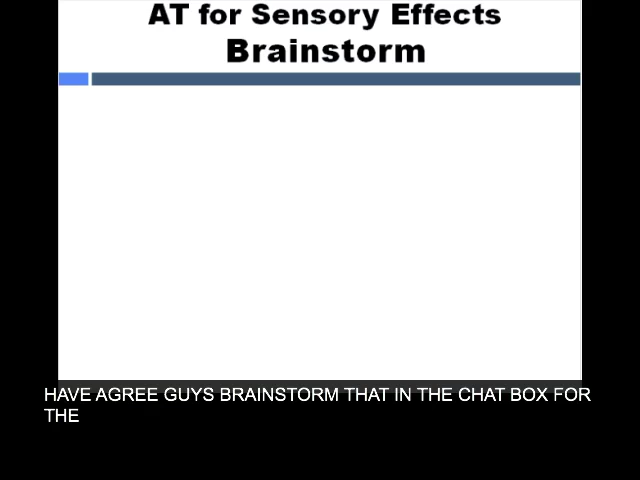 AT for Sensory Effects
Brainstorm
HAVE AGREE GUYS BRAINSTORM THAT IN THE CHAT BOX FOR
THE